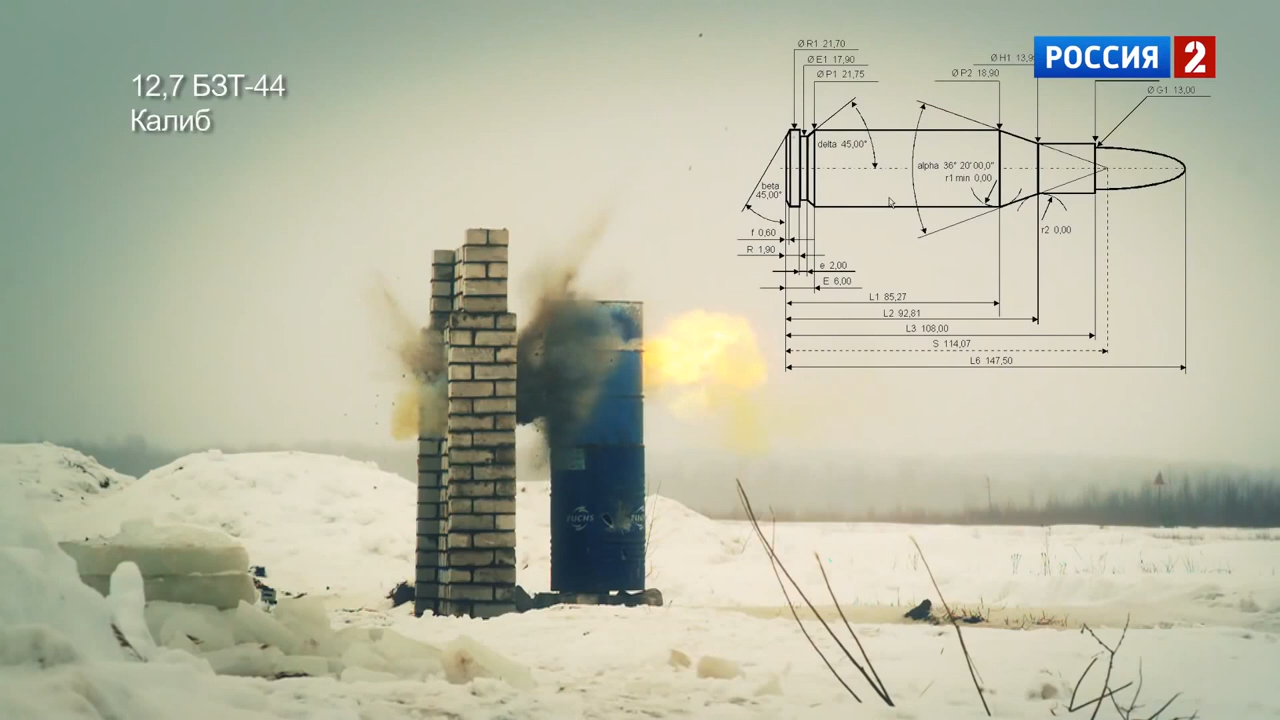 12,7 БЗТ-44
Калиб
РОССИЯ 2
Ø R1 21,70
Ø E1 17,90
Ø P1 21,75
Ø P2 18,90
Ø H1 13,9
Ø G1 13,00
delta 45,00°
alpha 36° 20'00,0"
r1 min 0,00
beta
45,00°
r2 0,00
f 0,60
R 1,90
e 2,00
E 6,00
L1 85,27
L2 92,81
L3 108,00
S 114,07
L6 147,50
FUCHS